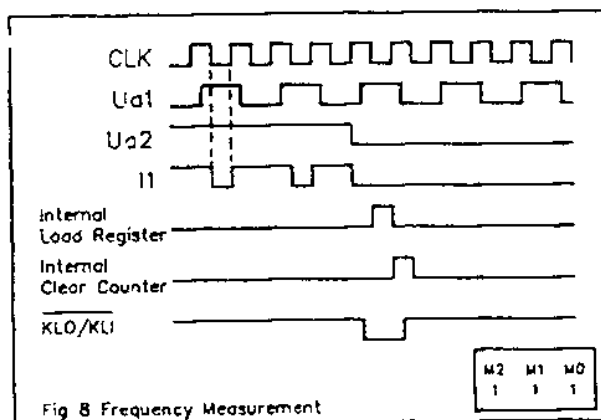 CLK
Ua1
Ua2
I1
Internal
Load Register
Internal
Clear Counter
KLO/KLI
M2 M1 M0
1 1 1
Fig 8 Frequency Measurement